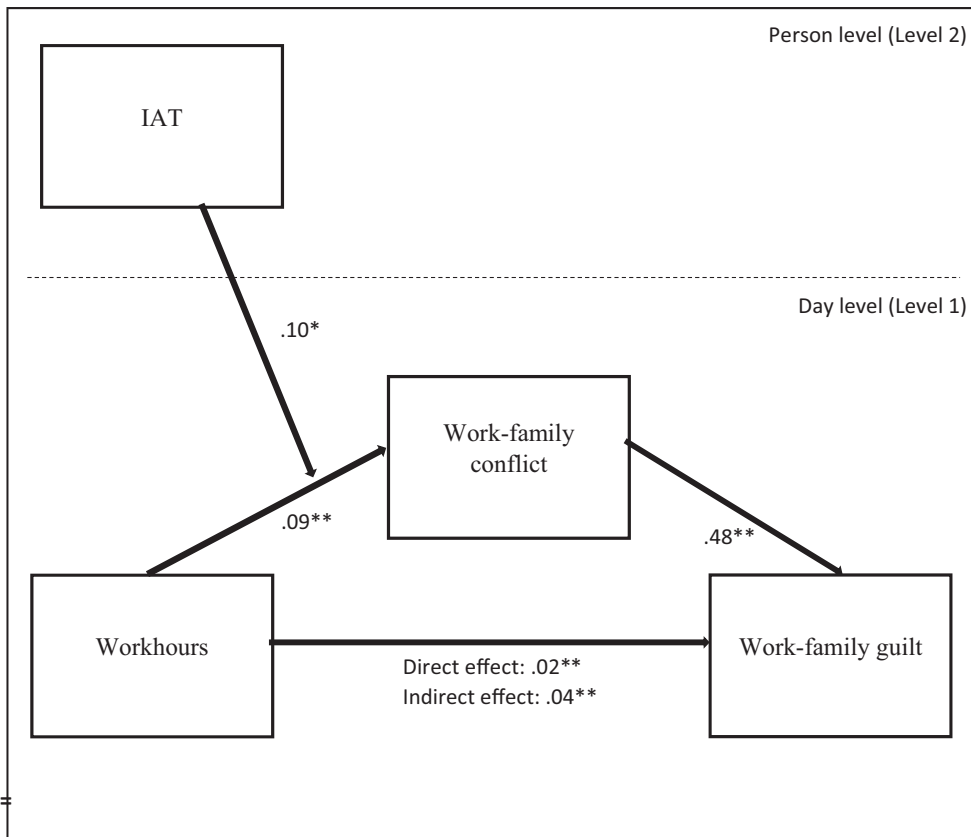 Person level (Level 2)
IAT
Day level (Level 1)
.10*
Work-family
conflict
.09**
.48**
Workhours
Work-family guilt
Direct effect: .02**
Indirect effect: .04**
=